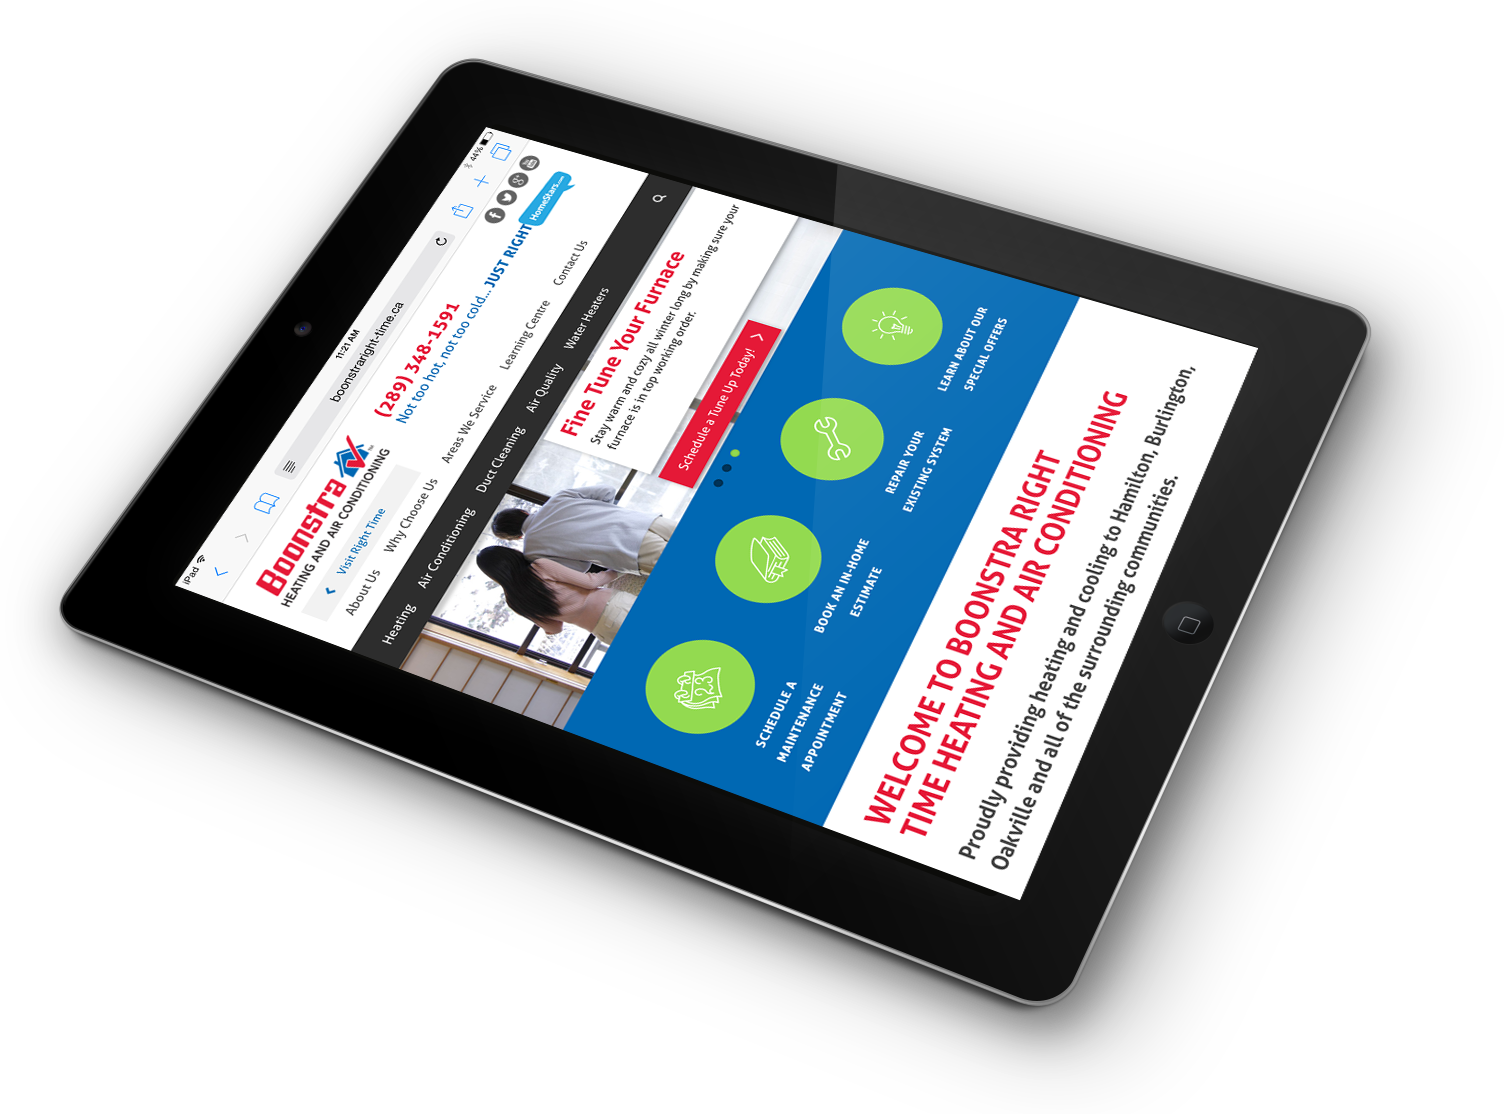 iPad
11:21 AM
44%
boonstraright-time.ca
Boonstra
HEATING AND AIR CONDITIONING
(289) 348-1591
Not too hot, not too cold... JUST RIGHT
HomeStars.com
Visit Right Time
About Us
Why Choose Us
Areas We Service
Learning Centre
Contact Us
Heating
Air Conditioning
Duct Cleaning
Air Quality
Water Heaters
Fine Tune Your Furnace
Stay warm and cozy all winter long by making sure your
furnace is in top working order.
Schedule a Tune Up Today!
23
SCHEDULE A
MAINTENANCE
APPOINTMENT
BOOK AN IN-HOME
ESTIMATE
REPAIR YOUR
EXISTING SYSTEM
LEARN ABOUT OUR
SPECIAL OFFERS
WELCOME TO BOONSTRA RIGHT
TIME HEATING AND AIR CONDITIONING
Proudly providing heating and cooling to Hamilton, Burlington,
Oakville and all of the surrounding communities.